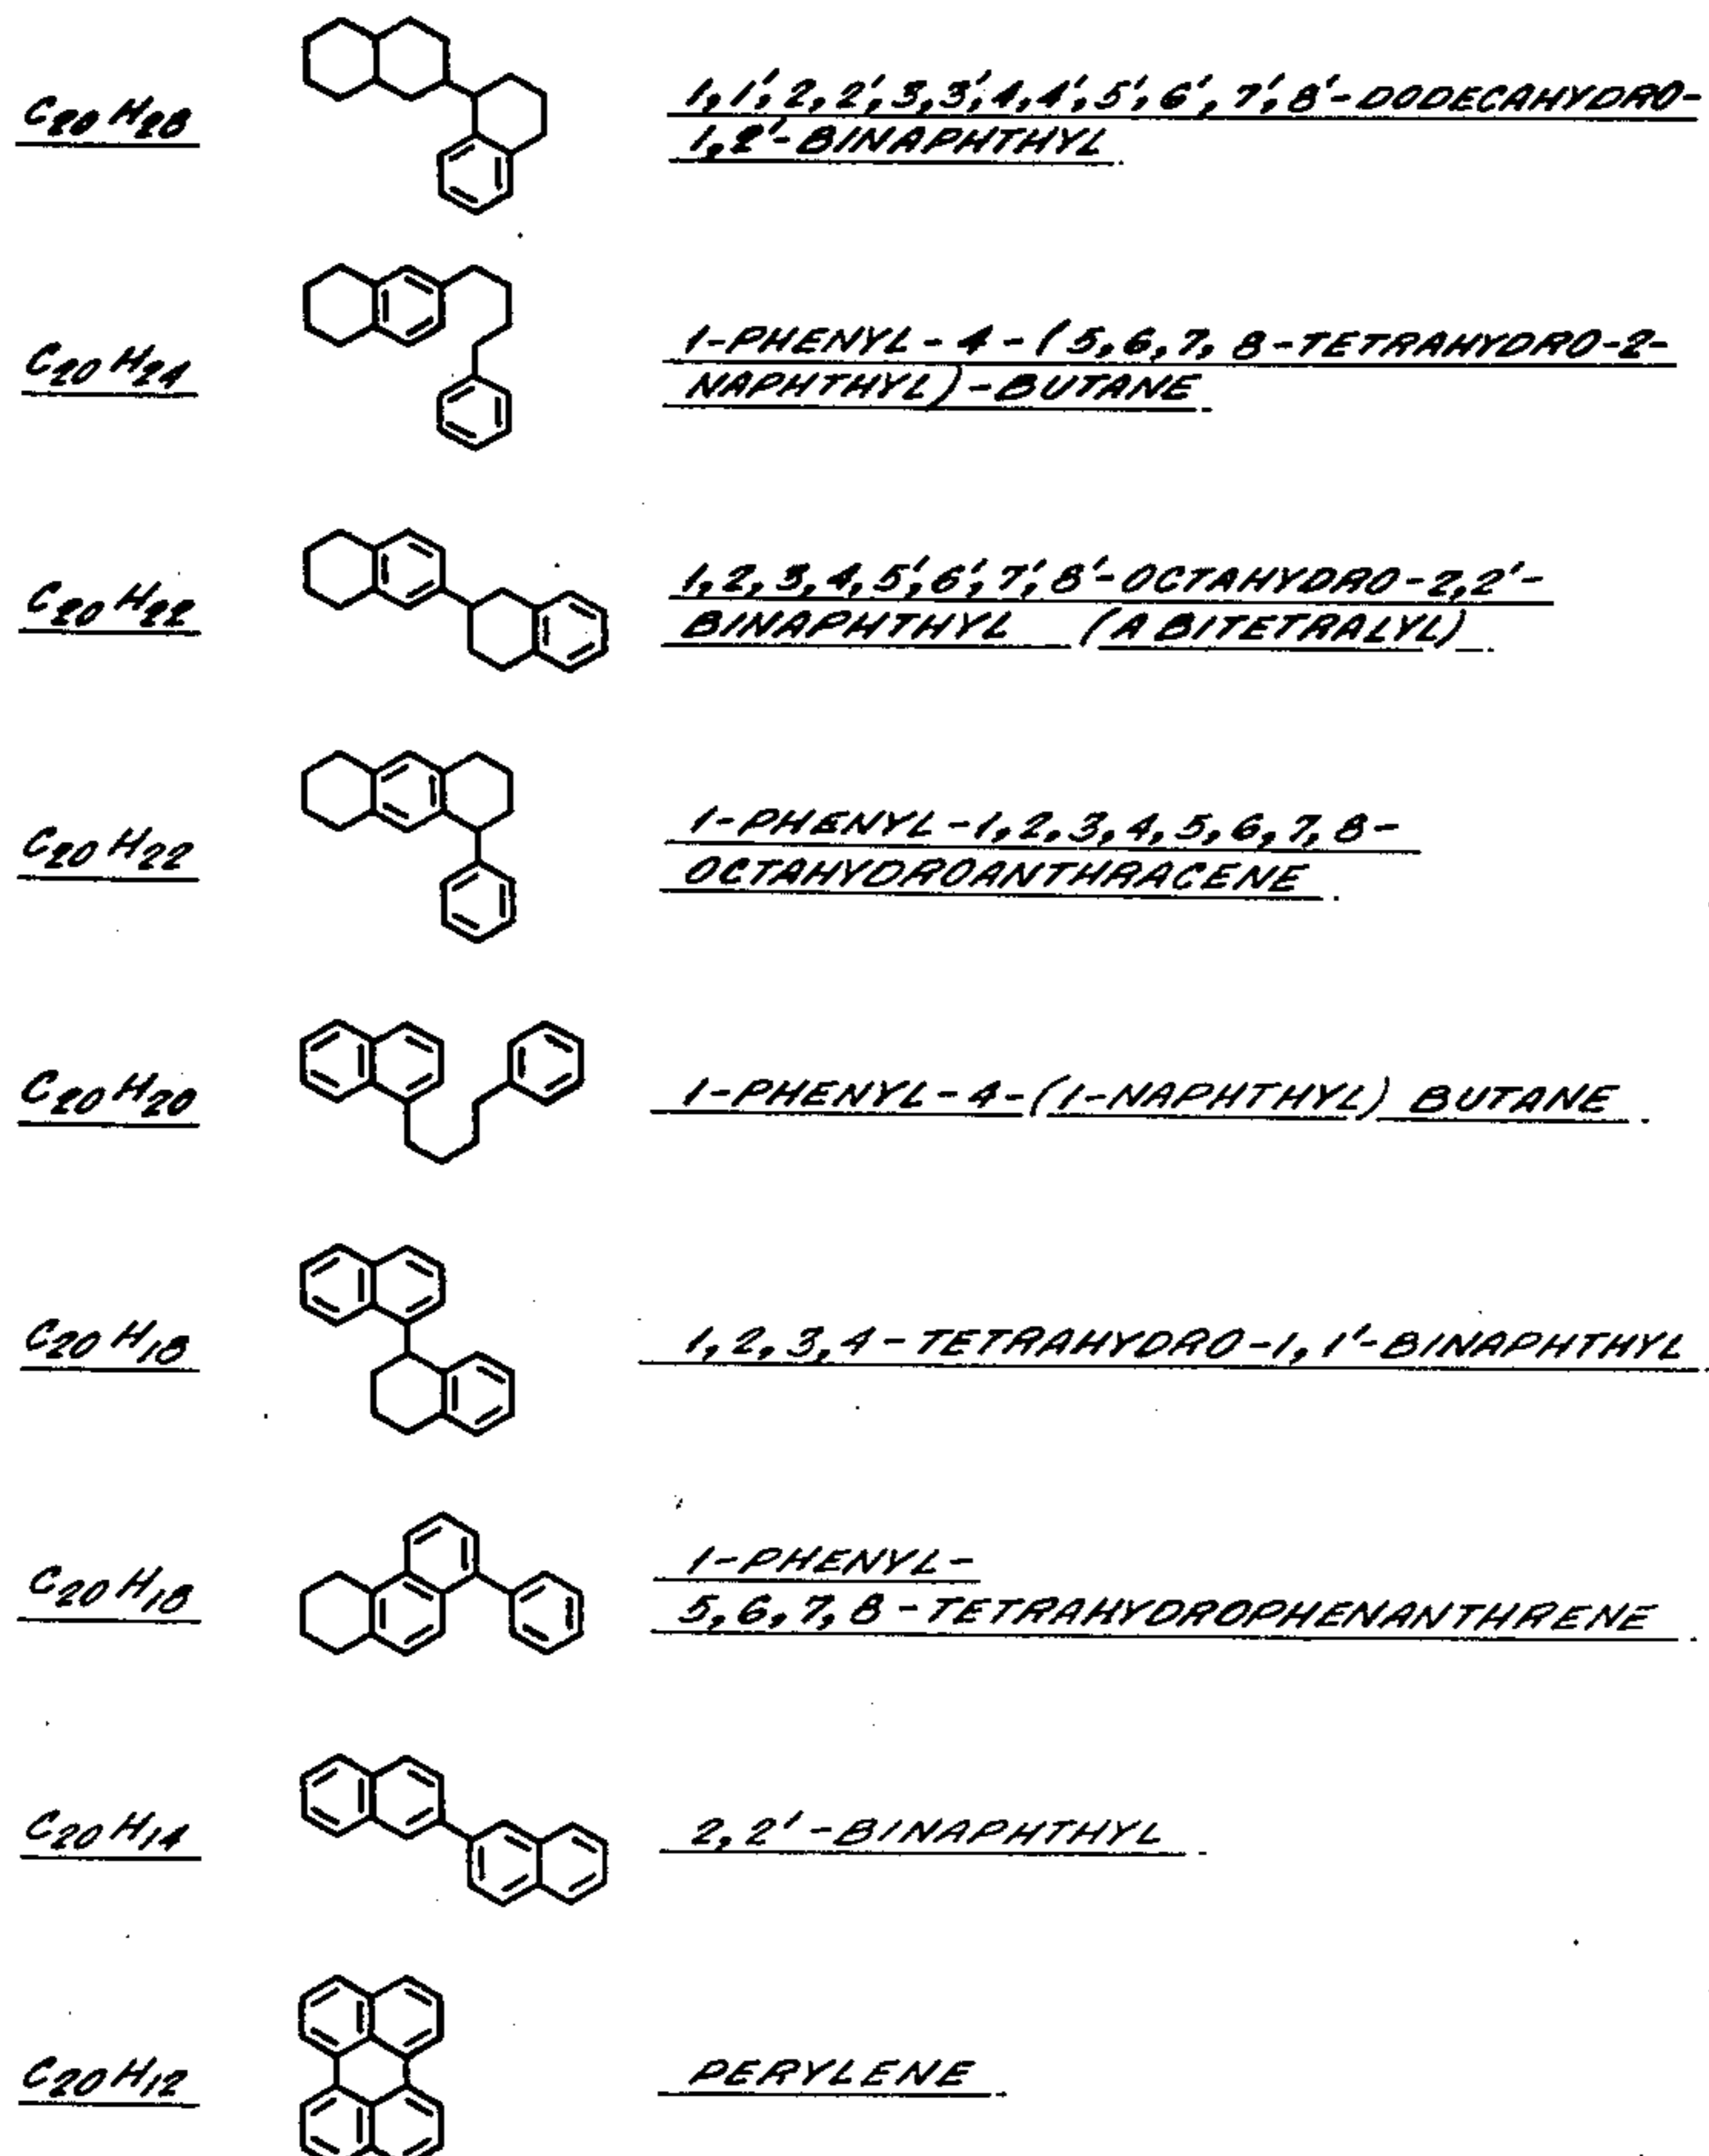 C20H28
1,1',2,2',3,3',4,4',5',6',7',8'-DODECAHYDRO-
1,2'-BINAPHTHYL.
C20H24
1-PHENYL-4-(5,6,7,8-TETRAHYDRO-2-
NAPHTHYL)-BUTANE.
C20H22
1,2,3,4,5',6',7',8'-OCTAHYDRO-2,2'-
BINAPHTHYL (A BITETRALYL).
C20H22
1-PHENYL-1,2,3,4,5,6,7,8-
OCTAHYDROANTHRACENE.
C20H20
1-PHENYL-4-(1-NAPHTHYL) BUTANE.
C20H18
1,2,3,4-TETRAHYDRO-1,1'-BINAPHTHYL.
C20H18
1-PHENYL-
5,6,7,8-TETRAHYDROPHENANTHRENE.
C20H14
2,2'-BINAPHTHYL.
C20H12
PERYLENE.